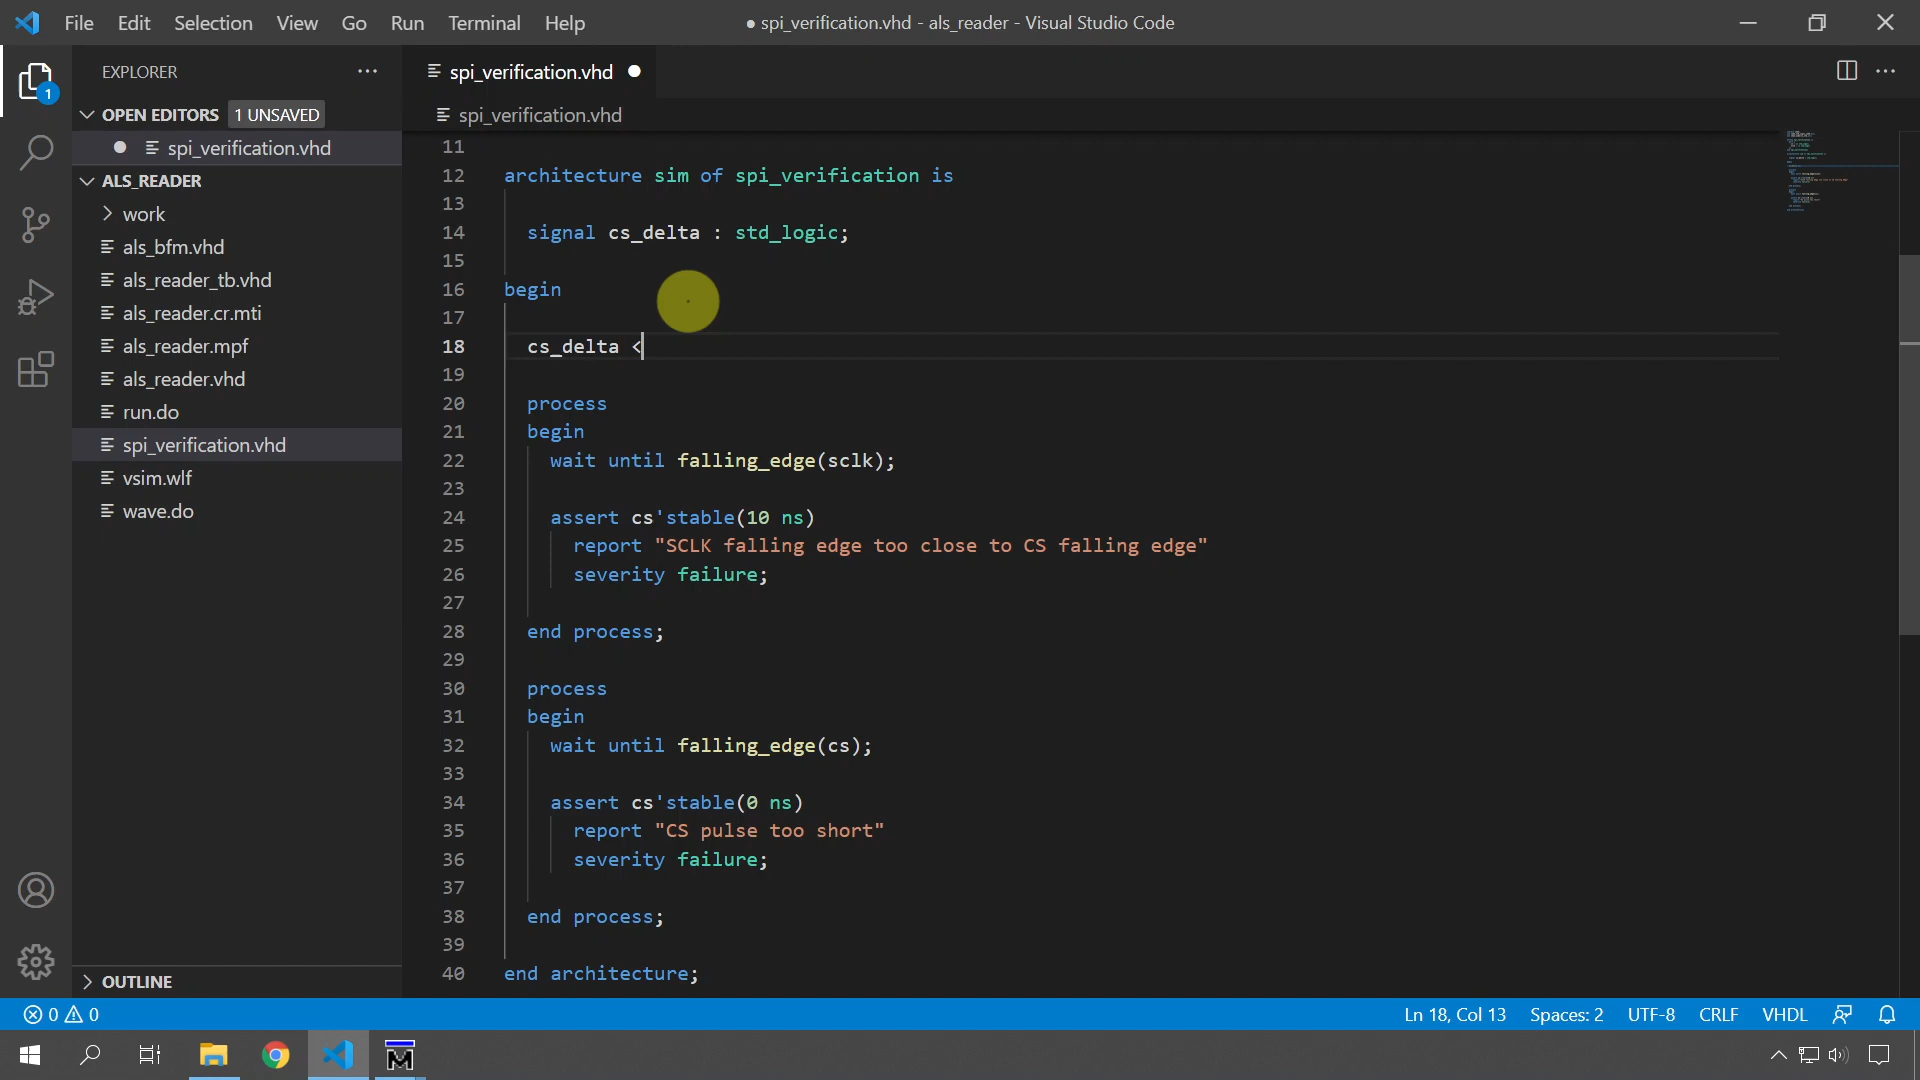 File Edit Selection View Go Run Terminal Help
● spi_verification.vhd - als_reader - Visual Studio Code
1
EXPLORER
OPEN EDITORS 1 UNSAVED
spi_verification.vhd
ALS_READER
work
als_bfm.vhd
als_reader_tb.vhd
als_reader.cr.mti
als_reader.mpf
als_reader.vhd
run.do
spi_verification.vhd
vsim.wlf
wave.do
OUTLINE
spi_verification.vhd
spi_verification.vhd
11
12 architecture sim of spi_verification is
13
14 signal cs_delta : std_logic;
15
16 begin
17
18 cs_delta <
19
20 process
21 begin
22 wait until falling_edge(sclk);
23
24 assert cs'stable(10 ns)
25 report "SCLK falling edge too close to CS falling edge"
26 severity failure;
27
28 end process;
29
30 process
31 begin
32 wait until falling_edge(cs);
33
34 assert cs'stable(0 ns)
35 report "CS pulse too short"
36 severity failure;
37
38 end process;
39
40 end architecture;
0 0 Ln 18, Col 13 Spaces: 2 UTF-8 CRLF VHDL
M